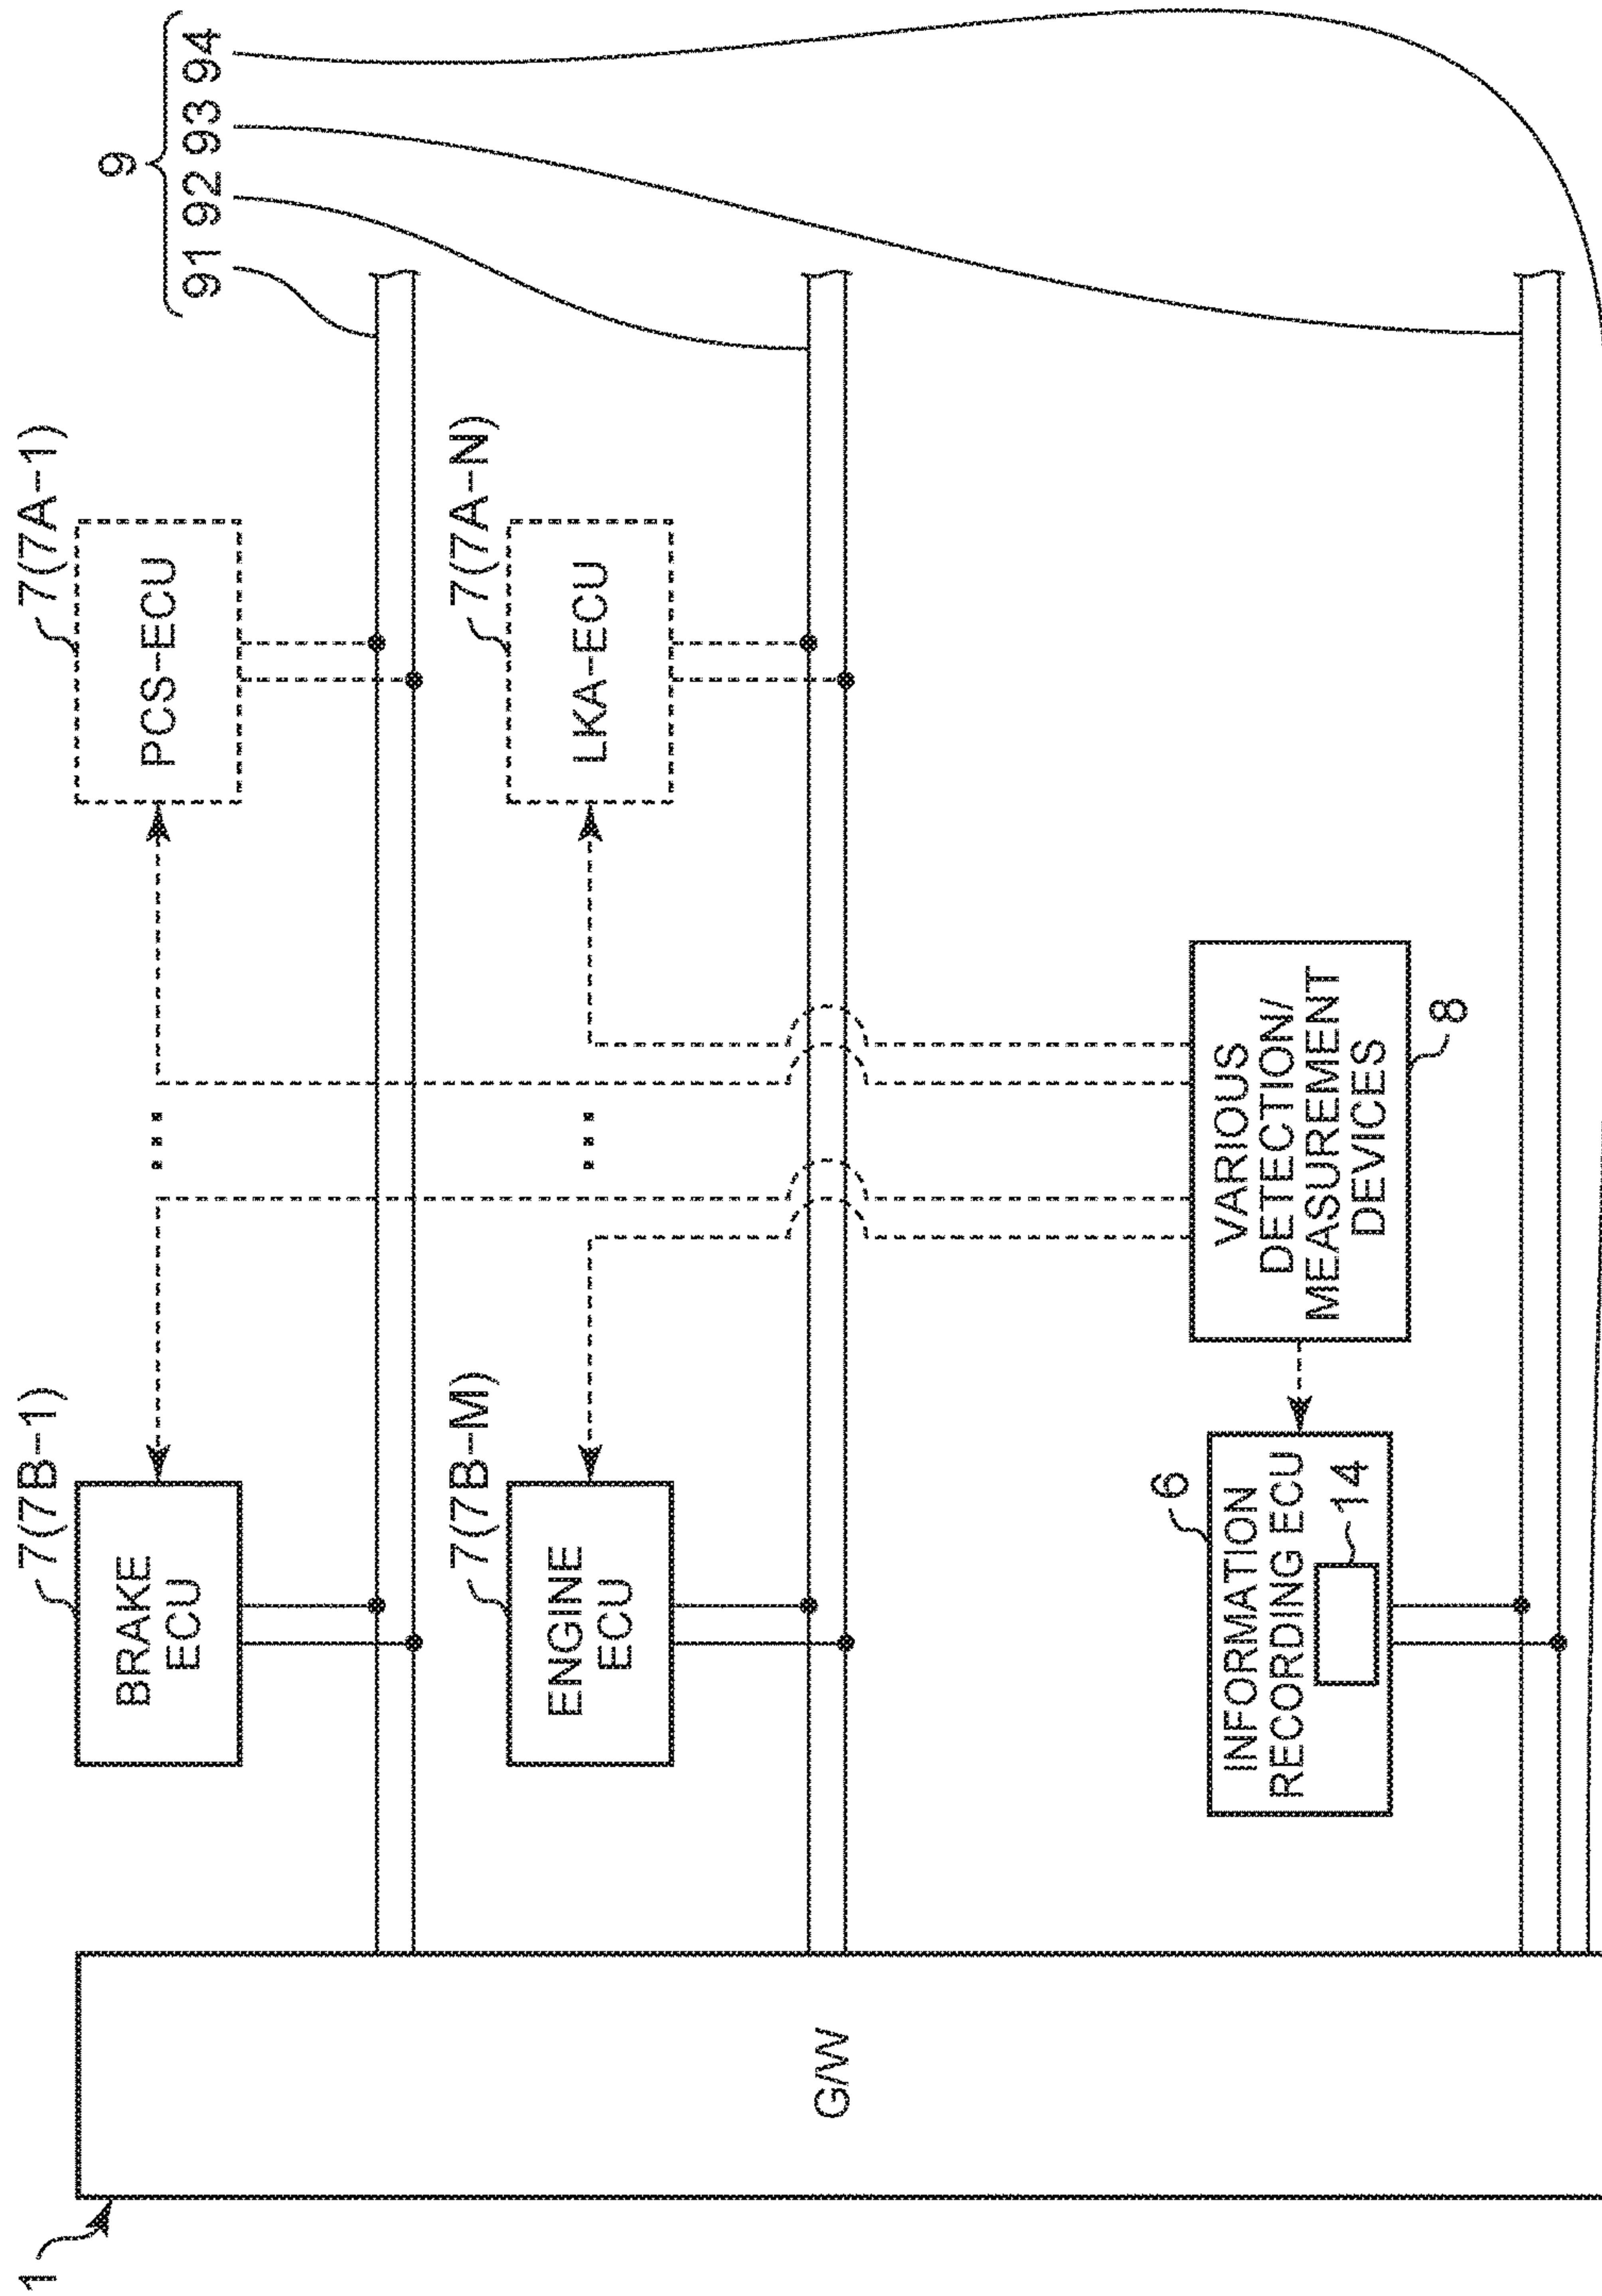 1
G/W
7(7B-1)
BRAKE
ECU
7(7A-1)
PCS-ECU
9
91 92 93 94
...
7(7B-M)
ENGINE
ECU
7(7A-N)
LKA-ECU
...
6
INFORMATION
RECORDING ECU
14
VARIOUS
DETECTION/
MEASUREMENT
DEVICES
8